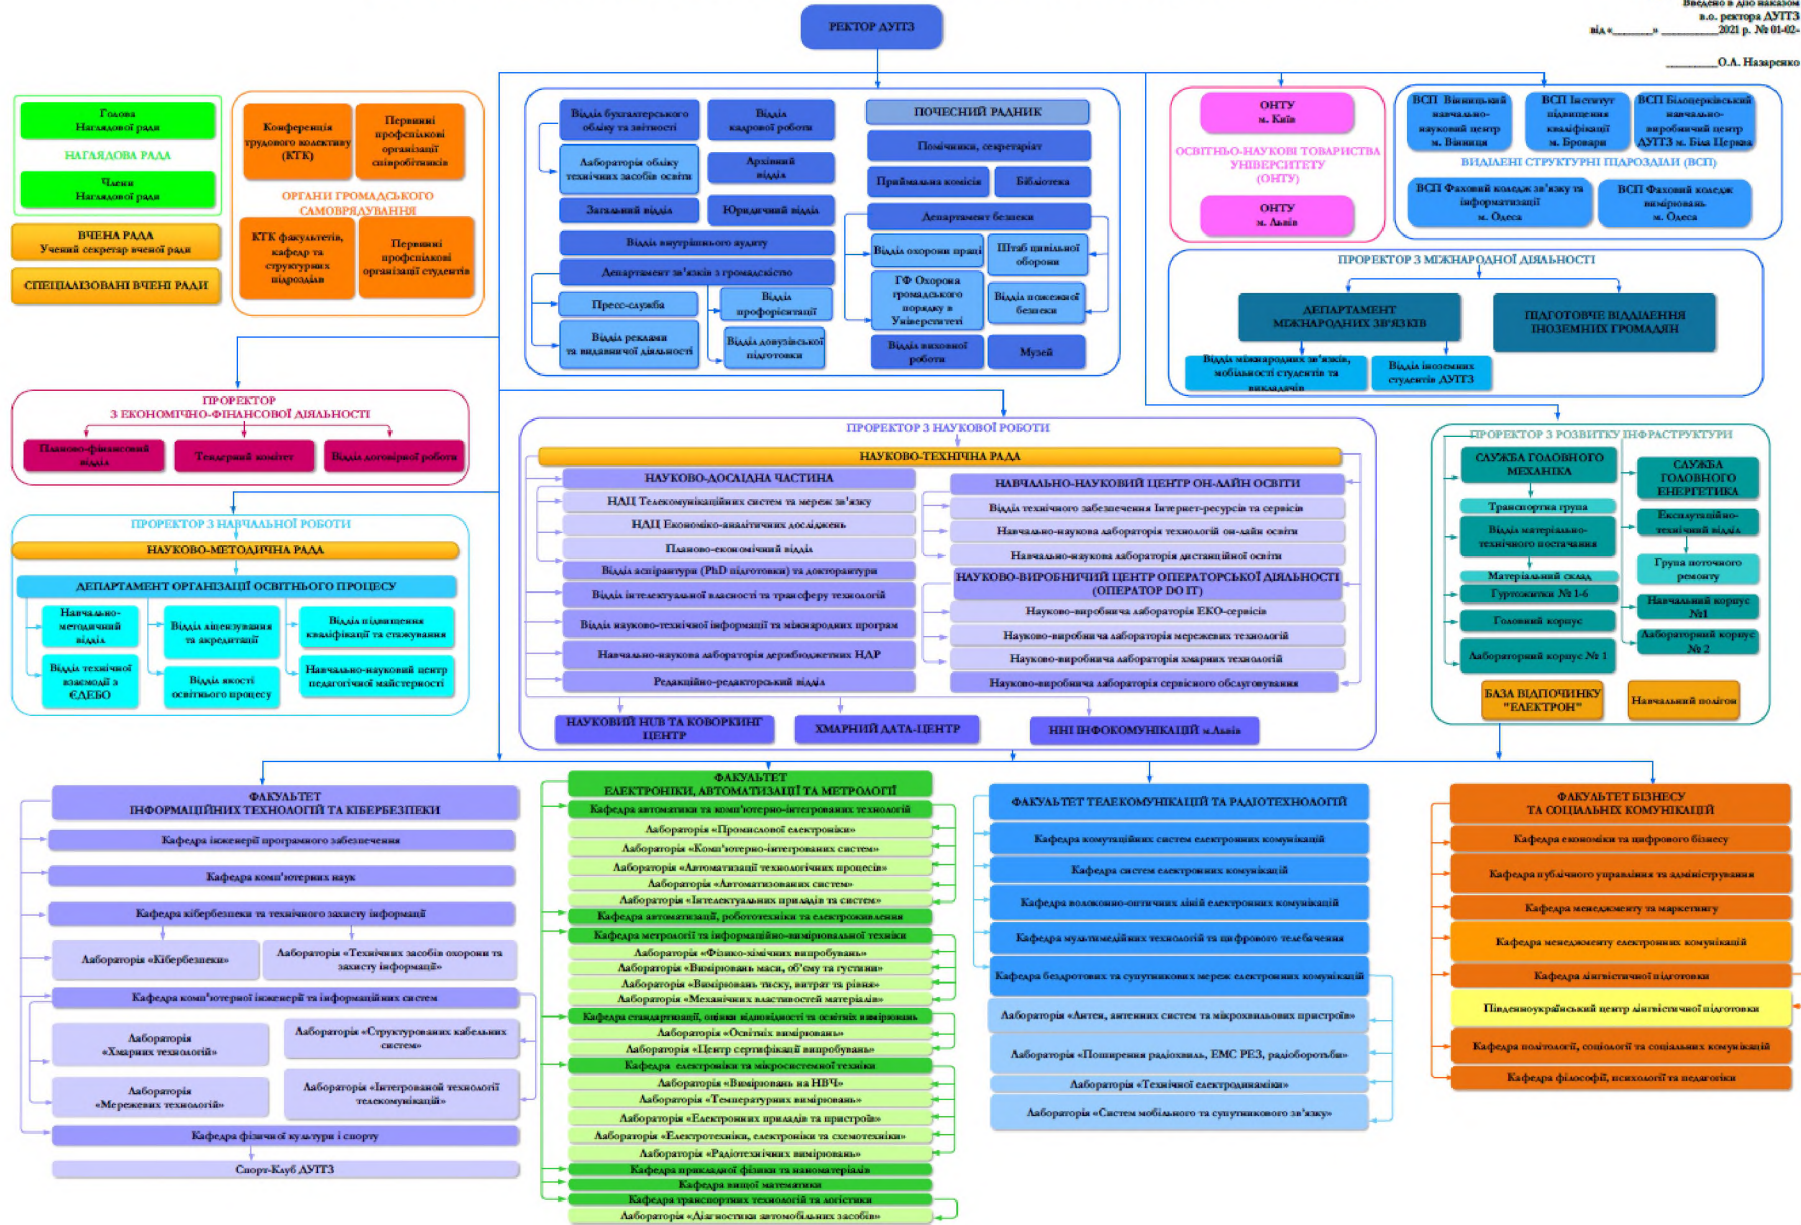 РЕКТОР ДУІТЗ
Введено в дію наказом
в.о. ректора ДУІТЗ
від «_______» __________2021 р. № 01-02-
________О.А. Назаренко
Голова
Наглядової ради
НАГЛЯДОВА РАДА
Члени
Наглядової ради
ВЧЕНА РАДА
Учений секретар вченої ради
СПЕЦІАЛІЗОВАНІ ВЧЕНІ РАДИ
Конференція
трудового колективу
(КТК)
Первинні
профспілкові
організації
співробітників
ОРГАНИ ГРОМАДСЬКОГО
САМОВРЯДУВАННЯ
КТК факультетів,
кафедр та
структурних
підрозділів
Первинні
профспілкові
організації студентів
Відділ бухгалтерського
обліку та звітності
Відділ
кадрової роботи
Лабораторія обліку
технічних засобів освіти
Архівний
відділ
Загальний відділ
Юридичний відділ
Відділ внутрішнього аудиту
Департамент зв'язків з громадскістю
Пресс-служба
Відділ
профорієнтації
Відділ реклами
та видавничої діяльності
Відділ довузівської
підготовки
ПОЧЕСНИЙ РАДНИК
Помічники, секретаріат
Приймальна комісія
Бібліотека
Департамент безпеки
Відділ охорони праці
Штаб цивільної
оборони
ГФ Охорона
громадського
порядку в
Університеті
Відділ пожежної
безпеки
Відділ виховної
роботи
Музей
ОНТУ
м. Київ
ОСВІТНЬО-НАУКОВІ ТОВАРИСТВА
УНІВЕРСИТЕТУ
(ОНТУ)
ОНТУ
м. Львів
ВСП Вінницький
навчально-
науковий центр
м. Вінниця
ВСП Інститут
підвищення
кваліфікації
м. Бровари
ВСП Білоцерківський
навчально-
виробничий центр
ДУІТЗ м. Біла Церква
ВИДІЛЕНІ СТРУКТУРНІ ПІДРОЗДІЛИ (ВСП)
ВСП Фаховий коледж зв'язку та
інформатизації
м. Одеса
ВСП Фаховий коледж
вимірювань
м. Одеса
ПРОРЕКТОР З МІЖНАРОДНОЇ ДІЯЛЬНОСТІ
ДЕПАРТАМЕНТ
МІЖНАРОДНИХ ЗВ'ЯЗКІВ
ПІДГОТОВЧЕ ВІДДІЛЕННЯ
ІНОЗЕМНИХ ГРОМАДЯН
Відділ міжнародних зв'язків,
мобільності студентів та
викладачів
Відділ іноземних
студентів ДУІТЗ
ПРОРЕКТОР
З ЕКОНОМІЧНО-ФІНАНСОВОЇ ДІЯЛЬНОСТІ
Планово-фінансовий
відділ
Тендерний комітет
Відділ договірної роботи
ПРОРЕКТОР З НАВЧАЛЬНОЇ РОБОТИ
НАУКОВО-МЕТОДИЧНА РАДА
ДЕПАРТАМЕНТ ОРГАНІЗАЦІЇ ОСВІТНЬОГО ПРОЦЕСУ
Навчально-
методичний
відділ
Відділ ліцензування
та акредитації
Відділ підвищення
кваліфікації та стажування
Відділ технічної
взаємодії з
ЄДЕБО
Відділ якості
освітнього процесу
Навчально-науковий центр
педагогічної майстерності
ПРОРЕКТОР З НАУКОВОЇ РОБОТИ
НАУКОВО-ТЕХНІЧНА РАДА
НАУКОВО-ДОСЛІДНА ЧАСТИНА
НДЦ Телекомунікаційних систем та мереж зв'язку
НДЦ Економіко-аналітичних досліджень
Планово-економічний відділ
Відділ аспірантури (PhD підготовки) та докторантури
Відділ інтелектуальної власності та трансферу технологій
Відділ науково-технічної інформації та міжнародних програм
Навчально-наукова лабораторія держбюджетних НДР
Редакційно-редакторський відділ
НАВЧАЛЬНО-НАУКОВИЙ ЦЕНТР ОН-ЛАЙН ОСВІТИ
Відділ технічного забезпечення Інтернет-ресурсів та сервісів
Навчально-наукова лабораторія технологій он-лайн освіти
Навчально-наукова лабораторія дистанційної освіти
НАУКОВО-ВИРОБНИЧИЙ ЦЕНТР ОПЕРАТОРСЬКОЇ ДІЯЛЬНОСТІ
(ОПЕРАТОР DO IT)
Науково-виробнича лабораторія ЕКО-сервісів
Науково-виробнича лабораторія мережевих технологій
Науково-виробнича лабораторія хмарних технологій
Науково-виробнича лабораторія сервісного обслуговування
НАУКОВИЙ HUB ТА КОВОРКИНГ
ЦЕНТР
ХМАРНИЙ ДАТА-ЦЕНТР
ННІ ІНФОКОМУНІКАЦІЙ м.Львів
ПРОРЕКТОР З РОЗВИТКУ ІНФРАСТРУКТУРИ
СЛУЖБА ГОЛОВНОГО
МЕХАНІКА
СЛУЖБА
ГОЛОВНОГО
ЕНЕРГЕТИКА
Транспортна група
Відділ матеріально-
технічного постачання
Експлутаційно-
технічний відділ
Матеріальний склад
Група поточного
ремонту
Гуртожитки № 1-6
Навчальний корпус
№1
Головний корпус
Лабораторний корпус № 1
Лабораторний корпус
№ 2
БАЗА ВІДПОЧИНКУ
"ЕЛЕКТРОН"
Навчальний полігон
ФАКУЛЬТЕТ
ІНФОРМАЦІЙНИХ ТЕХНОЛОГІЙ ТА КІБЕРБЕЗПЕКИ
Кафедра інженерії програмного забезпечення
Кафедра комп'ютерних наук
Кафедра кібербезпеки та технічного захисту інформації
Лабораторія «Кібербезпеки»
Лабораторія «Технічних засобів охорони та
захисту інформації»
Кафедра комп'ютерної інженерії та інформаційних систем
Лабораторія
«Хмарних технологій»
Лабораторія «Структурованих кабельних
систем»
Лабораторія
«Мережевих технологій»
Лабораторія «Інтегрованой технології
телекомунікацій»
Кафедра фізичної культури і спорту
Спорт-Клуб ДУІТЗ
ФАКУЛЬТЕТ
ЕЛЕКТРОНІКИ, АВТОМАТИЗАЦІЇ ТА МЕТРОЛОГІЇ
Кафедра автоматики та комп'ютерно-інтегрованих технологій
Лабораторія «Промислової електроніки»
Лабораторія «Комп'ютерно-інтегрованих систем»
Лабораторія «Автоматизації технологічних процесів»
Лабораторія «Автоматизованих систем»
Лабораторія «Інтелектуальних приладів та систем»
Кафедра автоматизації, робототехніки та електроживлення
Кафедра метрології та інформаційно-вимірювальної техніки
Лабораторія «Фізико-хімічних випробувань»
Лабораторія «Вимірювань маси, об'єму та густини»
Лабораторія «Вимірювань тиску, витрат та рівня»
Лабораторія «Механічних властивостей матеріалів»
Кафедра стандартизації, оцінки відповідності та освітніх вимірювань
Лабораторія «Освітніх вимірювань»
Лабораторія «Центр сертифікації випробувань»
Кафедра електроніки та мікросистемної техніки
Лабораторія «Вимірювань на НВЧ»
Лабораторія «Температурних вимірювань»
Лабораторія «Електронних приладів та пристроїв»
Лабораторія «Електротехніки, електроніки та схемотехніки»
Лабораторія «Радіотехнічних вимірювань»
Кафедра прикладної фізики та наноматеріалів
Кафедра вищої математики
Кафедра транспортних технологій та логістики
Лабораторія «Діагностики автомобільних засобів»
ФАКУЛЬТЕТ ТЕЛЕКОМУНІКАЦІЙ ТА РАДІОТЕХНОЛОГІЙ
Кафедра комутаційних систем електронних комунікацій
Кафедра систем електронних комунікацій
Кафедра волоконно-оптичних ліній електронних комунікацій
Кафедра мультимедійних технологій та цифрового телебачення
Кафедра бездротових та супутникових мереж електронних комунікацій
Лабораторія «Антен, антенних систем та мікрохвильових пристроїв»
Лабораторія «Поширення радіохвиль, ЕМС РЕЗ, радіоборотьби»
Лабораторія «Технічної електродинаміки»
Лабораторія «Систем мобільного та супутникового зв'язку»
ФАКУЛЬТЕТ БІЗНЕСУ
ТА СОЦІАЛЬНІХ КОМУНІКАЦІЙ
Кафедра економіки та цифрового бізнесу
Кафедра публічного управління та адміністрування
Кафедра менеджменту та маркетингу
Кафедра менеджменту електронних комунікацій
Кафедра лінгвістичної підготовки
Південноукраїнський центр лінгвістичної підготовки
Кафедра політології, соціології та соціальних комунікацій
Кафедра філософії, психології та педагогіки